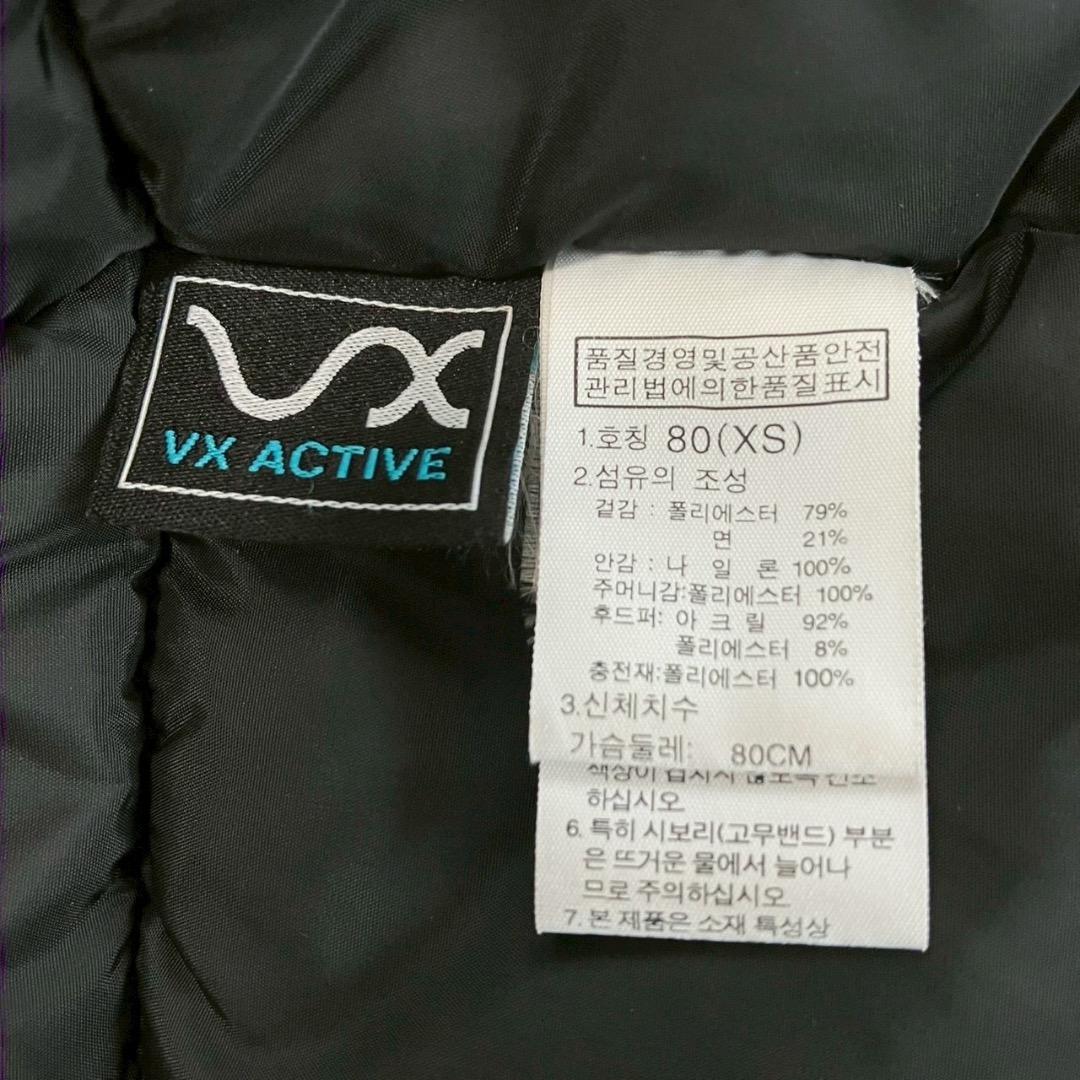 VX
VX ACTIVE
품질경영및공산품안전
관리법에의한품질표시
1.호칭 80(XS)
2.섬유의 조성
겉감 : 폴리에스터 79%
면 21%
안감 : 나 일 론 100%
주머니감:폴리에스터 100%
후드퍼: 아 크 릴 92%
폴리에스터 8%
충전재:폴리에스터 100%
3.신체치수
가슴둘레: 80CM
하십시오
6. 특히 시보리(고무밴드) 부분
은 뜨거운 물에서 늘어나
므로 주의하십시오
7. 본 제품은 소재 특성상